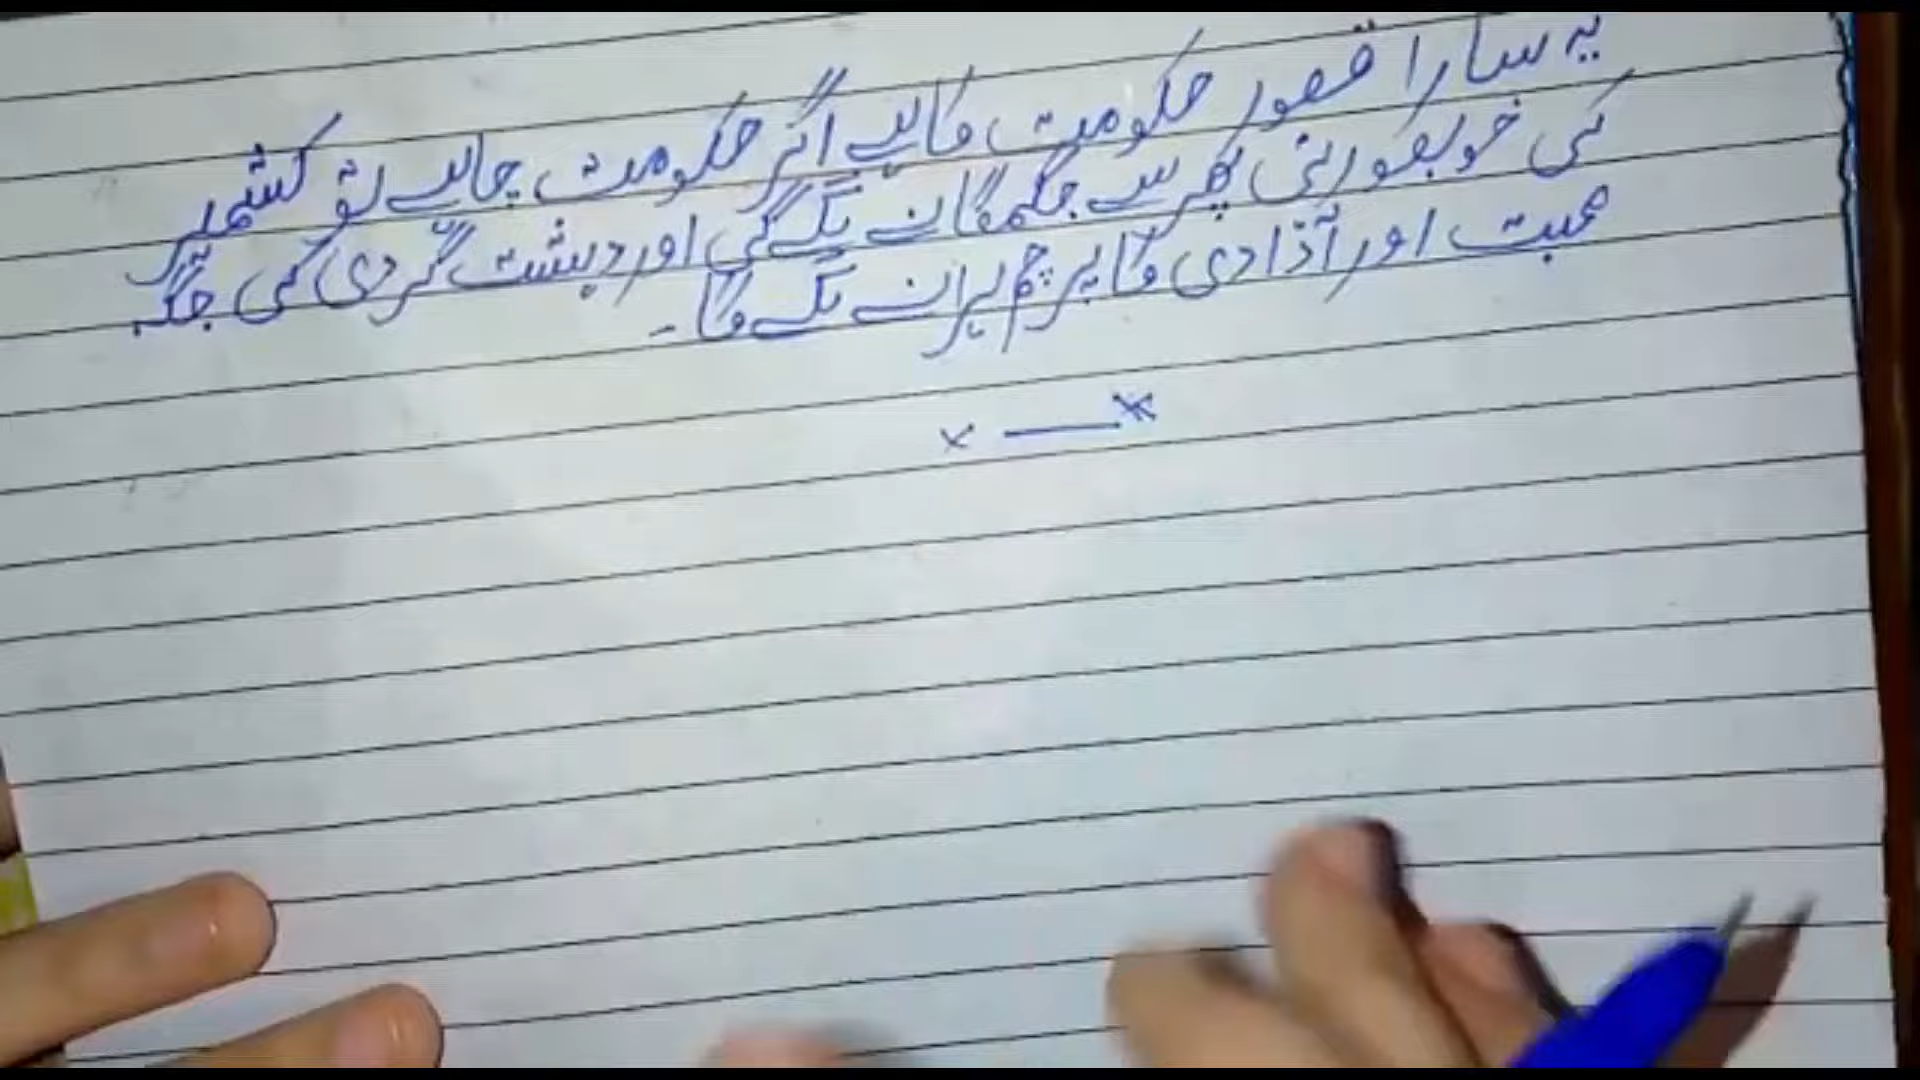 یہ سارا قصور حکومت کا ہے اگر حکومت چاہے تو کشمیر
کی خوبصورتی پھر سے جگمگانے لگے گی اور دہشت گردی کی جگہ
محبت اور آذادی کا پرچم لہرانے لگے گا۔